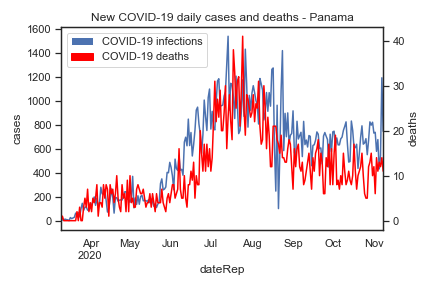 New COVID-19 daily cases and deaths - Panama
COVID-19 infections
COVID-19 deaths
1600
1400
1200
1000
800
600
400
200
0
cases
40
30
20
10
0
deaths
Apr May Jun Jul Aug Sep Oct Nov
2020
dateRep